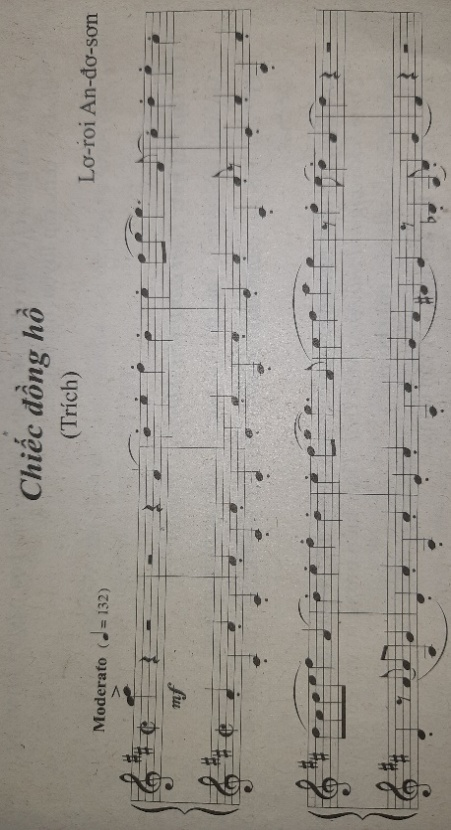 Chiếc đồng hồ
(Trích)
Lơ-roi An-đơ-sơn
Moderato (♩ = 132)
mf